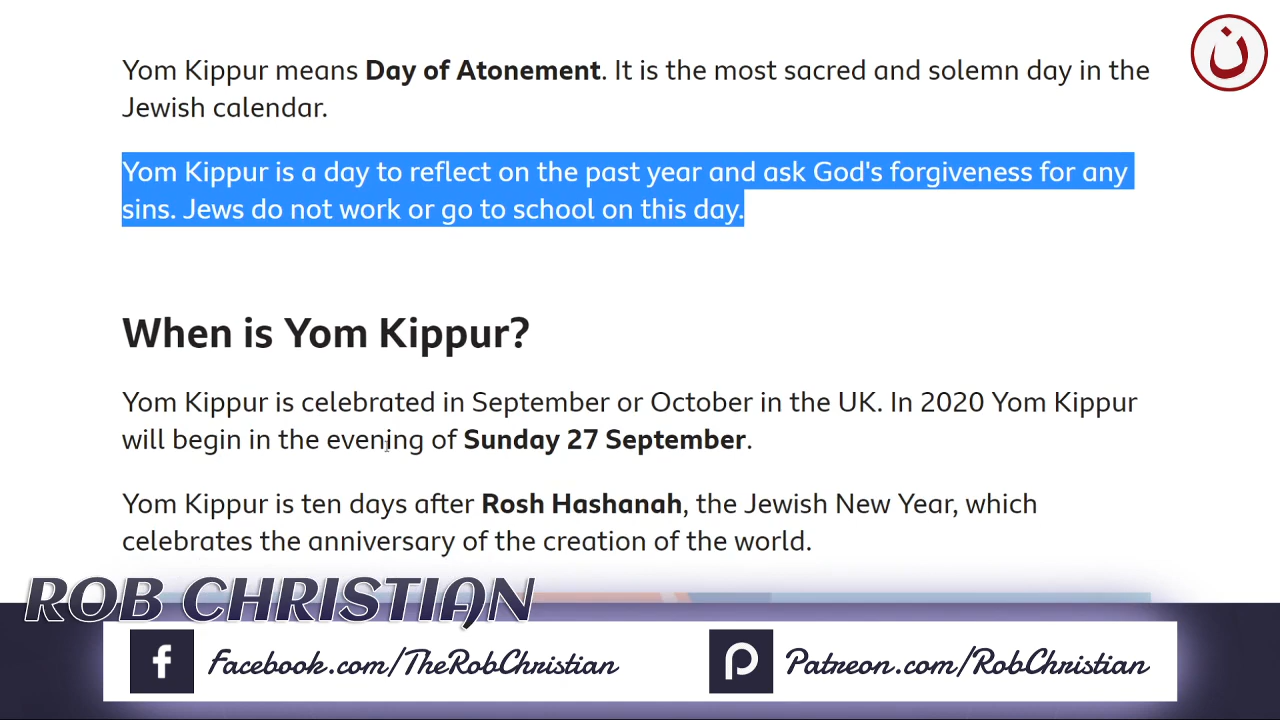 ن
Yom Kippur means Day of Atonement. It is the most sacred and solemn day in the
Jewish calendar.
Yom Kippur is a day to reflect on the past year and ask God's forgiveness for any
sins. Jews do not work or go to school on this day.
When is Yom Kippur?
Yom Kippur is celebrated in September or October in the UK. In 2020 Yom Kippur
will begin in the evening of Sunday 27 September.
Yom Kippur is ten days after Rosh Hashanah, the Jewish New Year, which
celebrates the anniversary of the creation of the world.
ROB CHRISTIAN
Facebook.com/TheRobChristian
Patreon.com/RobChristian